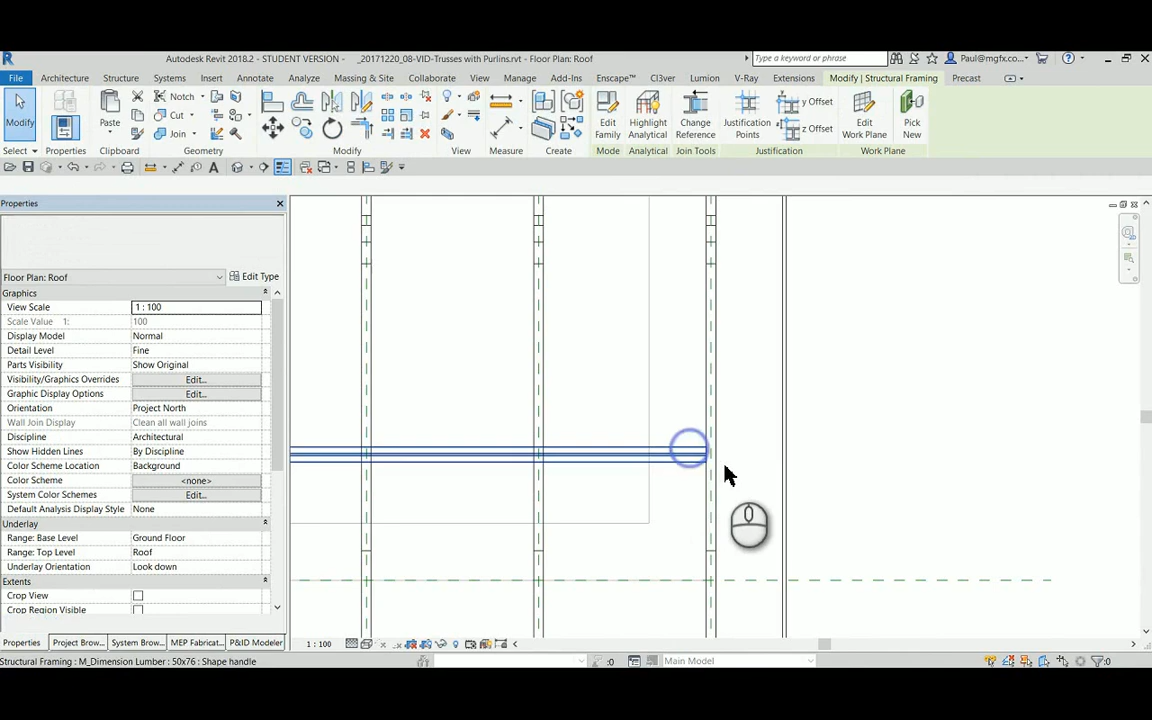 Autodesk Revit 2018.2 - STUDENT VERSION - _20171220_08-VID-Trusses with Purlins.rvt - Floor Plan: Roof
Type a keyword or phrase
Paul@mgfx.co...
File Architecture Structure Systems Insert Annotate Analyze Massing & Site Collaborate View Manage Add-Ins Enscape™ CI3ver Lumion V-Ray Extensions Modify | Structural Framing Precast
Modify
Paste
Notch
Cut
Join
Edit Family
Highlight Analytical
Change Reference
Justification Points
y Offset
z Offset
Edit Work Plane
Pick New
Select Properties Clipboard Geometry Modify View Measure Create Mode Analytical Join Tools Justification Work Plane
Properties
Floor Plan: Roof
Edit Type
Graphics
View Scale 1 : 100
Scale Value 1: 100
Display Model Normal
Detail Level Fine
Parts Visibility Show Original
Visibility/Graphics Overrides Edit...
Graphic Display Options Edit...
Orientation Project North
Wall Join Display Clean all wall joins
Discipline Architectural
Show Hidden Lines By Discipline
Color Scheme Location Background
Color Scheme <none>
System Color Schemes Edit...
Default Analysis Display Style None
Underlay
Range: Base Level Ground Floor
Range: Top Level Roof
Underlay Orientation Look down
Extents
Crop View
Crop Region Visible
Properties Project Brow... System Brow... MEP Fabricat... P&ID Modeler
1 : 100
Structural Framing : M_Dimension Lumber : 50x76 : Shape handle
:0
Main Model
:0